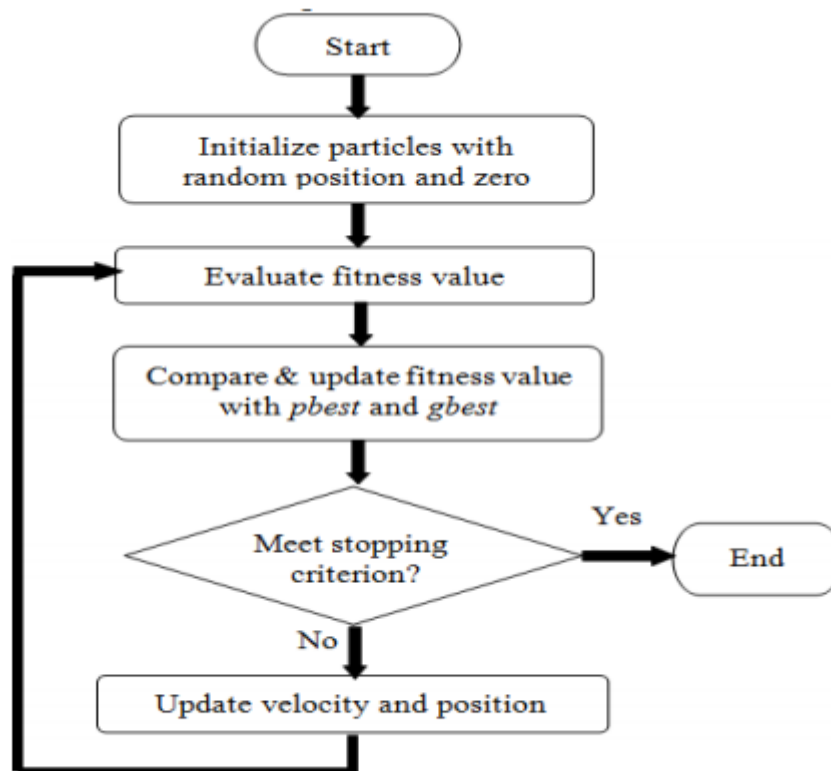 Start
Initialize particles with
random position and zero
Evaluate fitness value
Compare & update fitness value
with pbest and gbest
Meet stopping
criterion?
Yes
End
No
Update velocity and position